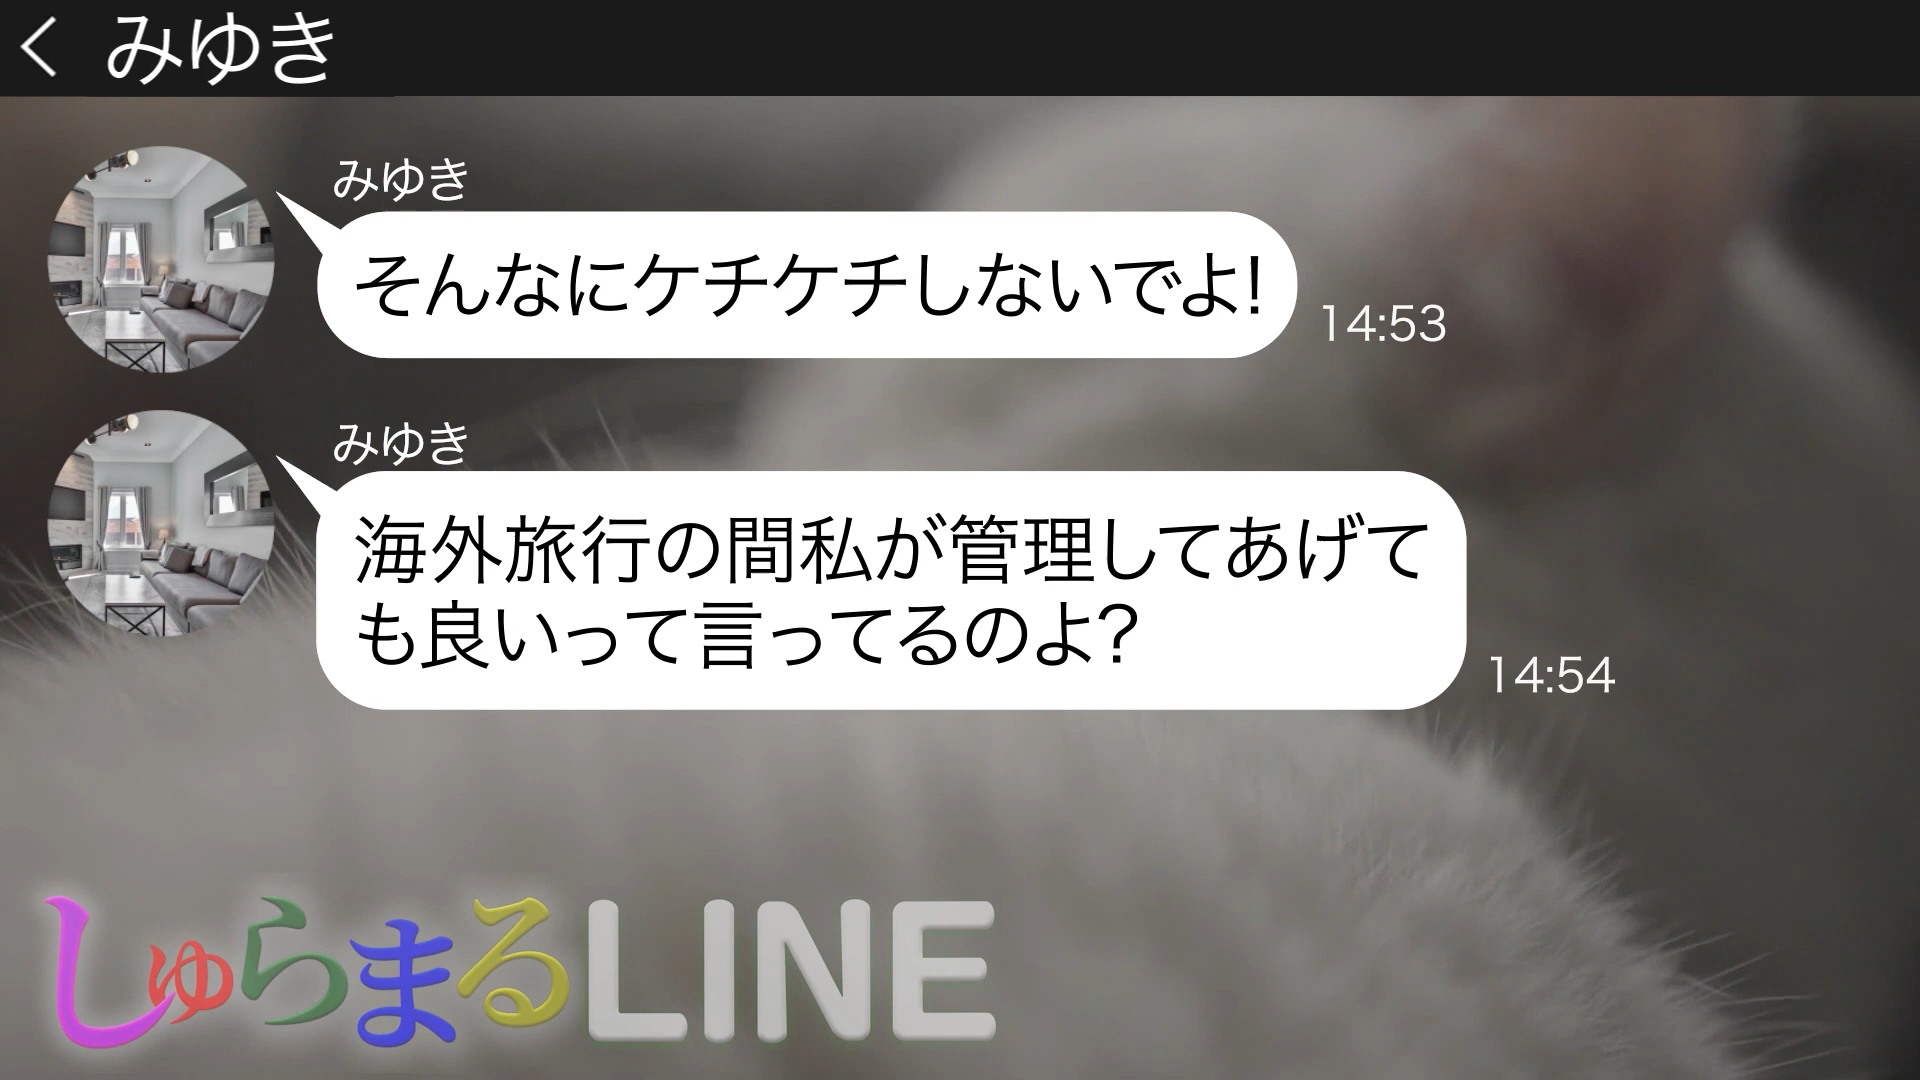 みゆき
みゆき
そんなにケチケチしないでよ!
14:53
みゆき
海外旅行の間私が管理してあげて
も良いって言ってるのよ?
14:54
しゅらまるLINE